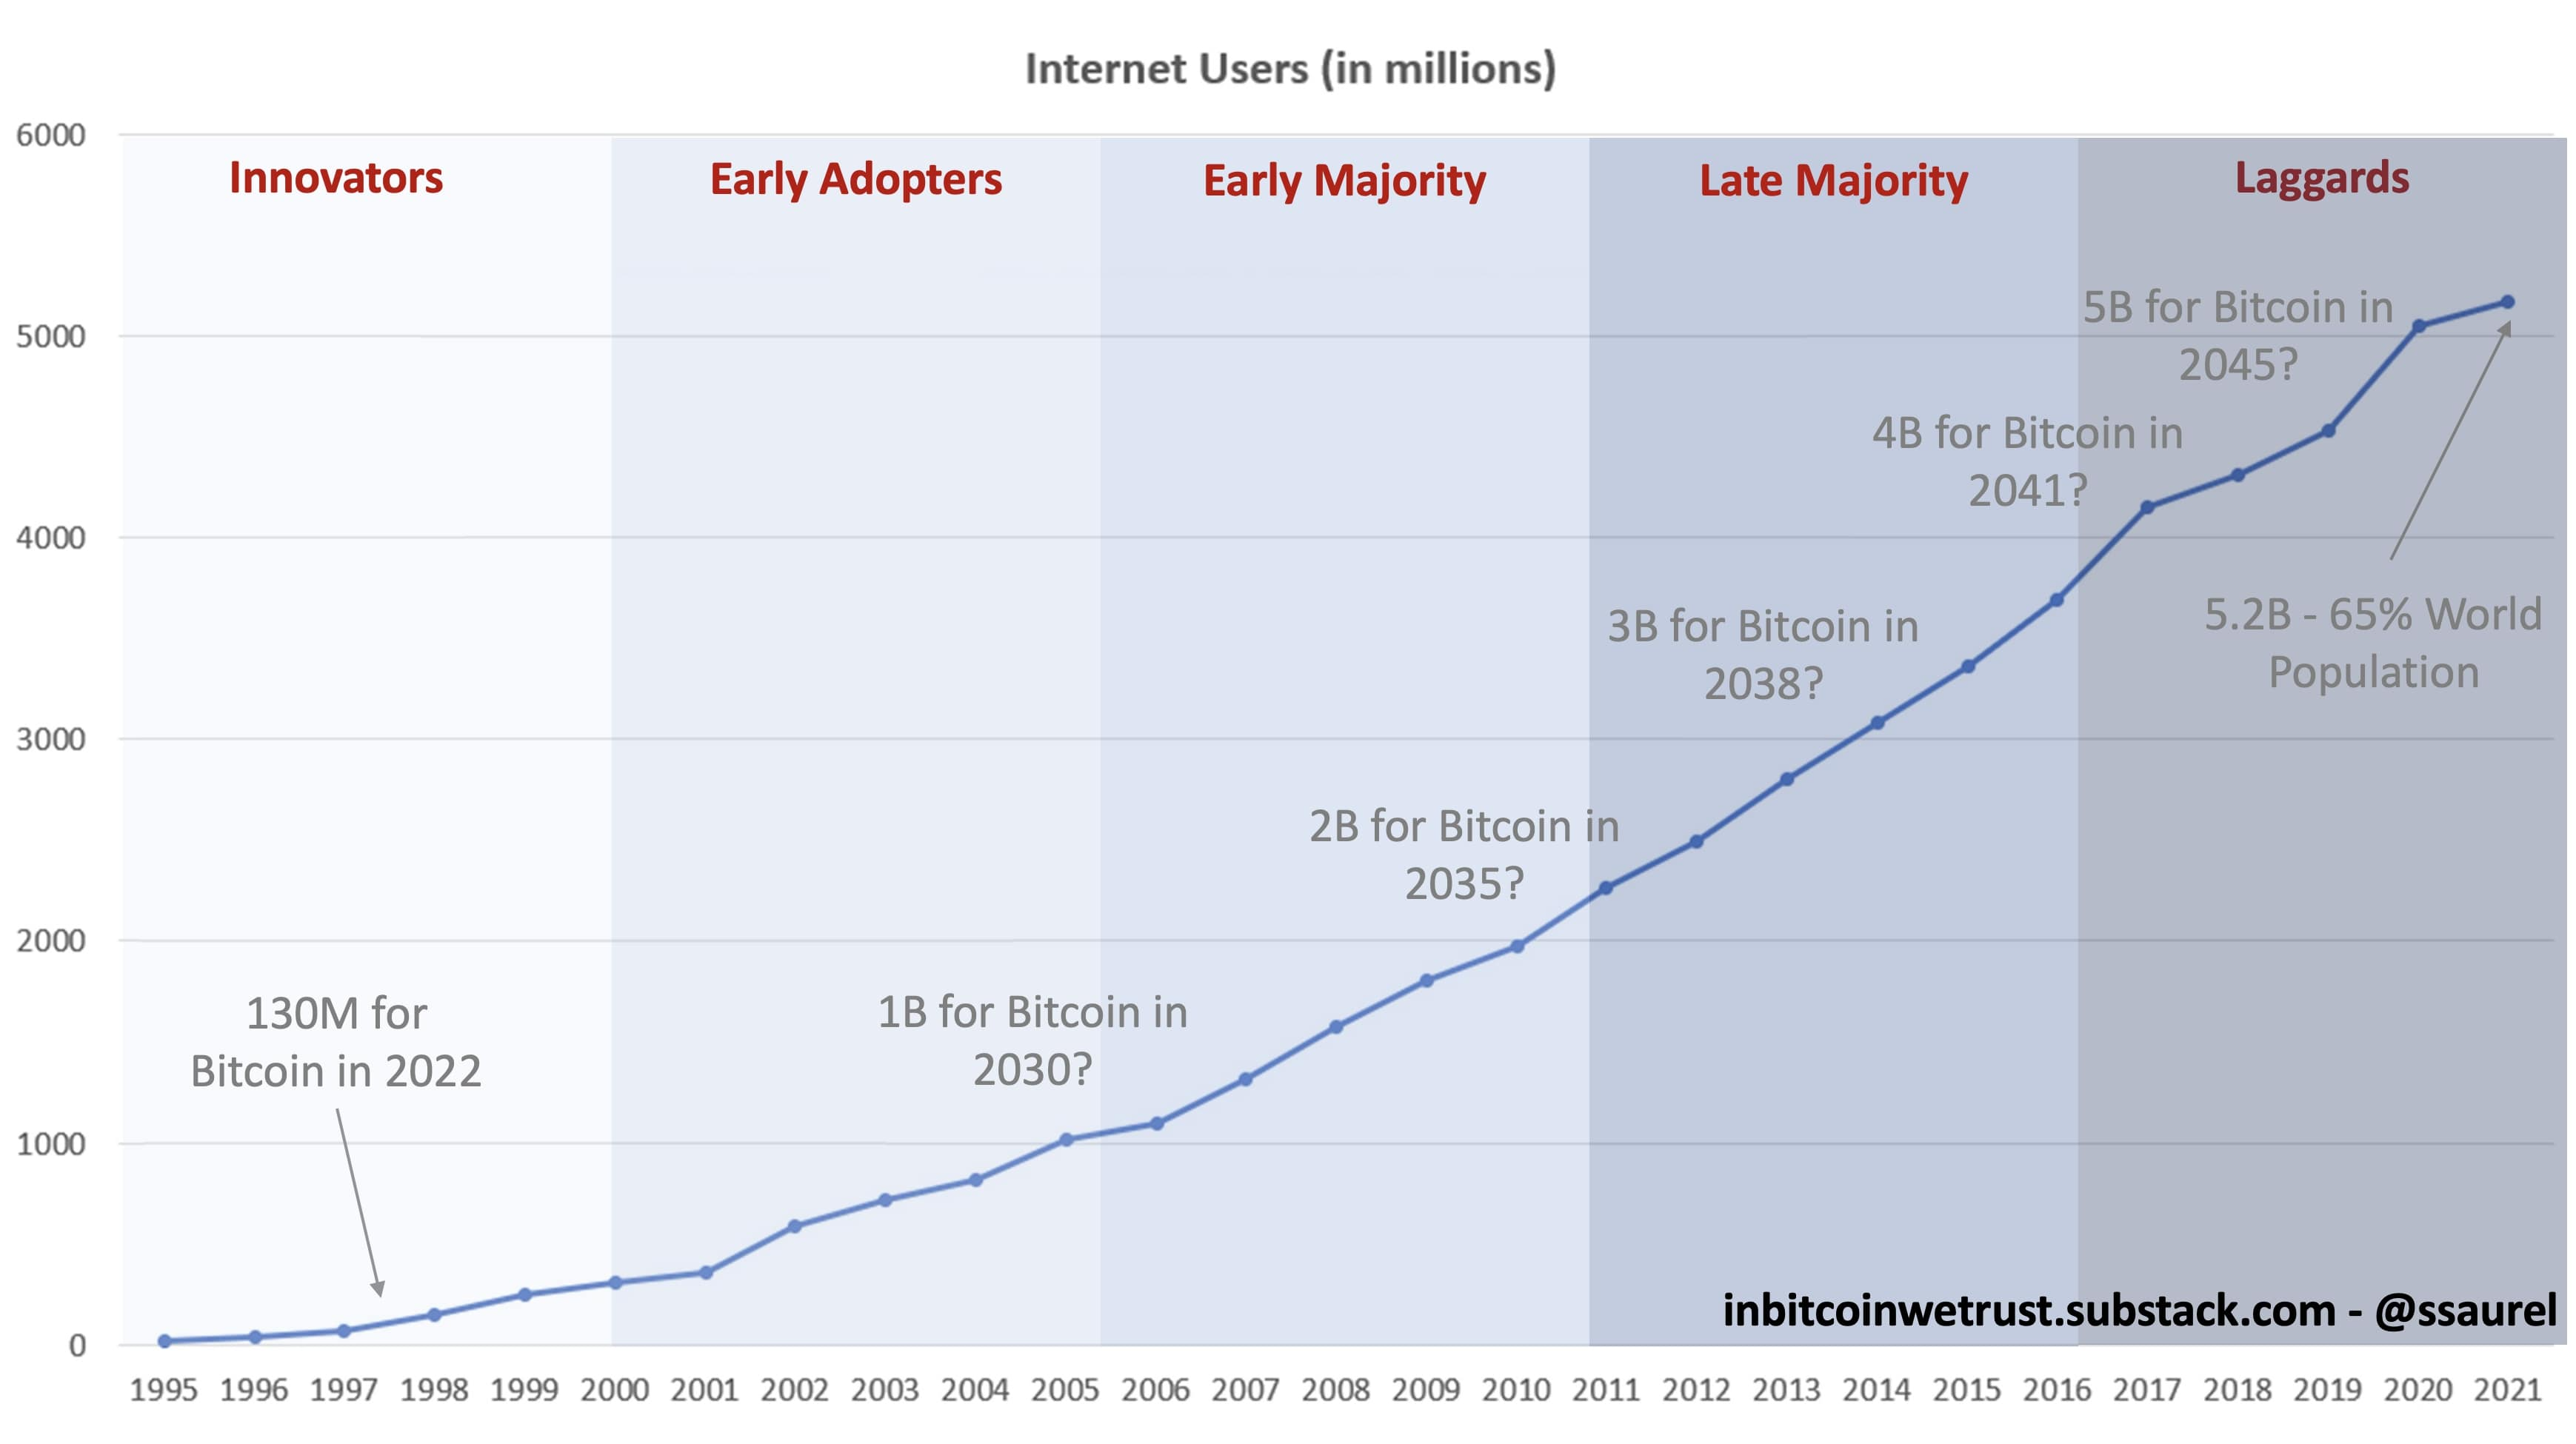 Internet Users (in millions)
6000
Innovators
Early Adopters
Early Majority
Late Majority
Laggards
5B for Bitcoin in
2045?
5000
4B for Bitcoin in
2041?
4000
5.2B - 65% World
Population
3B for Bitcoin in
2038?
3000
2B for Bitcoin in
2035?
2000
130M for
Bitcoin in 2022
1B for Bitcoin in
2030?
1000
inbitcoinwetrust.substack.com - @ssaurel
0
1995 1996 1997 1998 1999 2000 2001 2002 2003 2004 2005 2006 2007 2008 2009 2010 2011 2012 2013 2014 2015 2016 2017 2018 2019 2020 2021